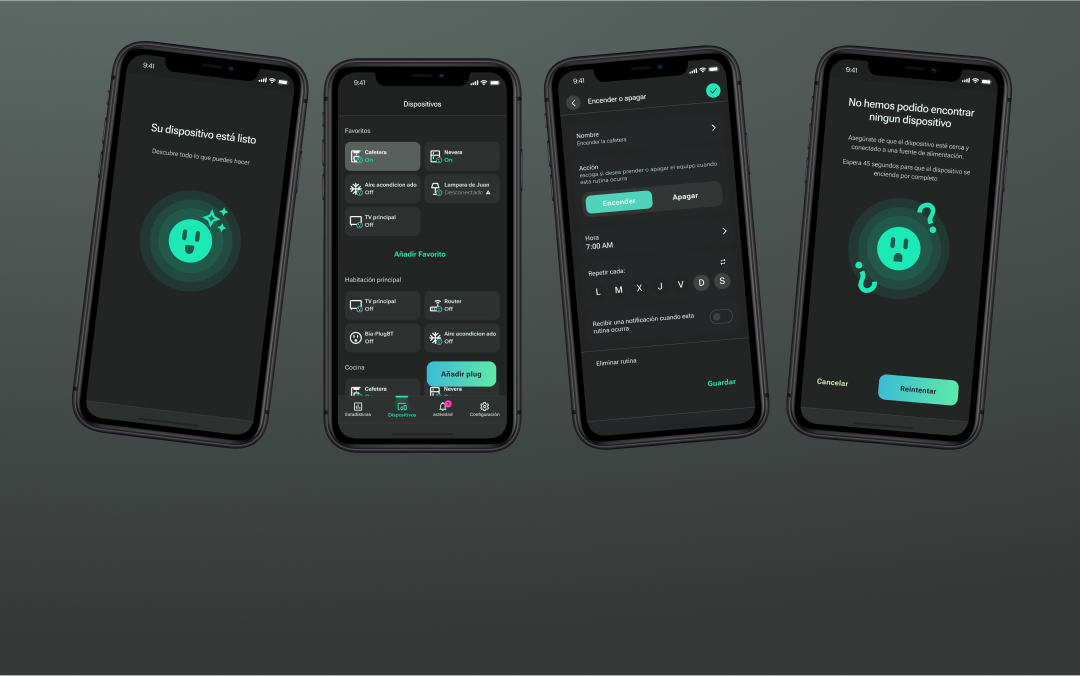 9:41
Su dispositivo está listo
Descubre todo lo que puedes hacer
9:41
Dispositivos
Favoritos
Cafetera
On
Nevera
On
Aire acondicion ado
Off
Lampara de Juan
Desconectado
TV principal
Off
Añadir Favorito
Habitación principal
TV principal
Off
Router
Off
Bio-PlugBT
Off
Aire acondicion ado
Off
Cocina
Cafetera
Nevera
Añadir plug
Estadísticas
Dispositivos
actividad
Configuración
9:41
Encender o apagar
Nombre
Encender la cafetera
Acción
escoga si desea prender o apagar el equipo cuando
esta rutina ocurra
Encender
Apagar
Hora
7:00 AM
Repetir cada:
L M X J V D S
Recibir una notificación cuando esta
rutina ocurra
Eliminar rutina
Guardar
9:41
No hemos podido encontrar
ningun dispositivo
Asegúrate de que el dispositivo esté cerca y
conectado a una fuente de alimentación.
Espera 45 segundos para que el dispositivo se
encienda por completo
¿ ?
Cancelar
Reintentar